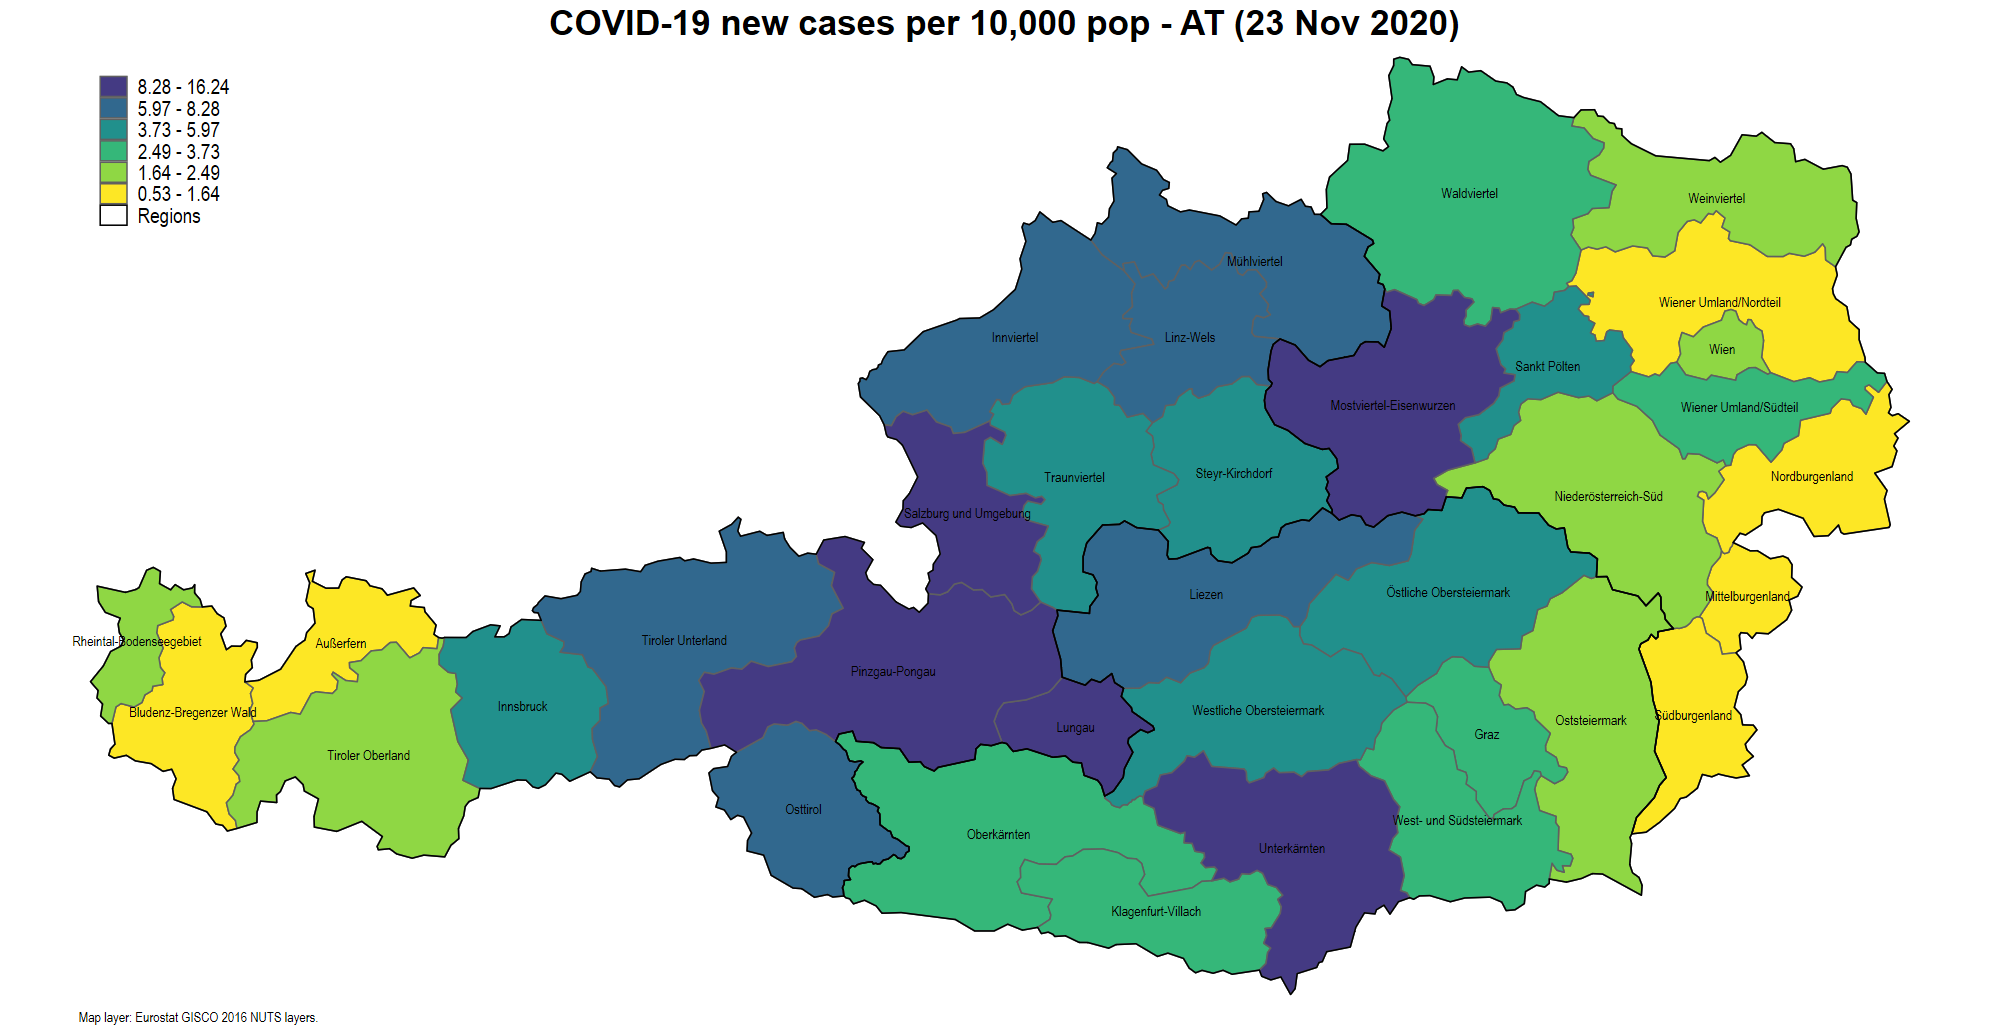 COVID-19 new cases per 10,000 pop - AT (23 Nov 2020)
8.28 - 16.24
5.97 - 8.28
3.73 - 5.97
2.49 - 3.73
1.64 - 2.49
0.53 - 1.64
Regions
Waldviertel
Weinviertel
Mühlviertel
Wiener Umland/Nordteil
Innviertel
Linz-Wels
Wien
Sankt Pölten
Mostviertel-Eisenwurzen
Wiener Umland/Südteil
Traunviertel
Steyr-Kirchdorf
Nordburgenland
Niederösterreich-Süd
Salzburg und Umgebung
Liezen
Östliche Obersteiermark
Mittelburgenland
Rheintal-Bodenseegebiet
Außerfern
Tiroler Unterland
Pinzgau-Pongau
Bludenz-Bregenzer Wald
Innsbruck
Westliche Obersteiermark
Südburgenland
Oststeiermark
Lungau
Graz
Tiroler Oberland
Osttirol
West- und Südsteiermark
Oberkärnten
Unterkärnten
Klagenfurt-Villach
Map layer: Eurostat GISCO 2016 NUTS layers.